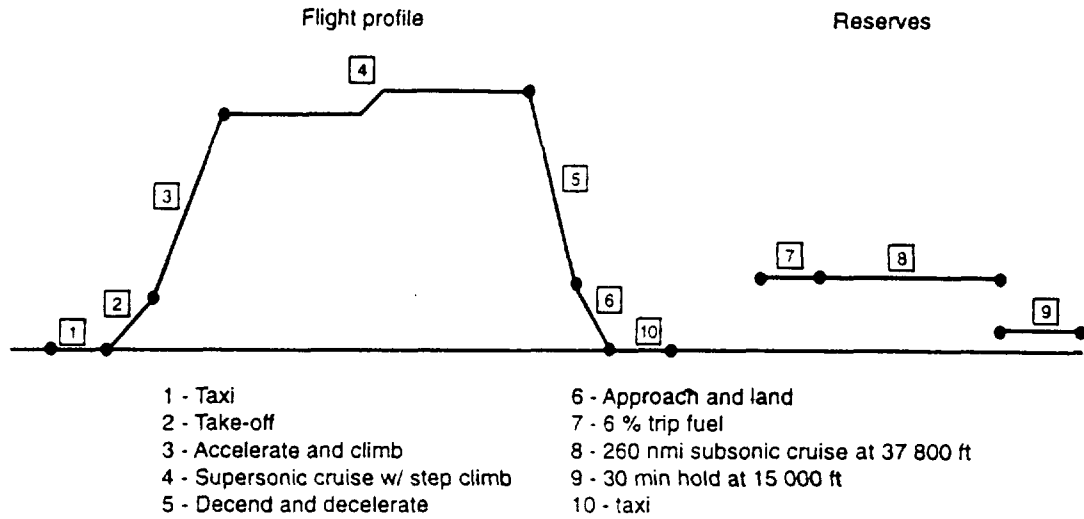 Flight profile
Reserves
4
3
5
7
8
2
6
9
1
10
1 - Taxi
2 - Take-off
3 - Accelerate and climb
4 - Supersonic cruise w/ step climb
5 - Decend and decelerate
6 - Approach and land
7 - 6 % trip fuel
8 - 260 nmi subsonic cruise at 37 800 ft
9 - 30 min hold at 15 000 ft
10 - taxi